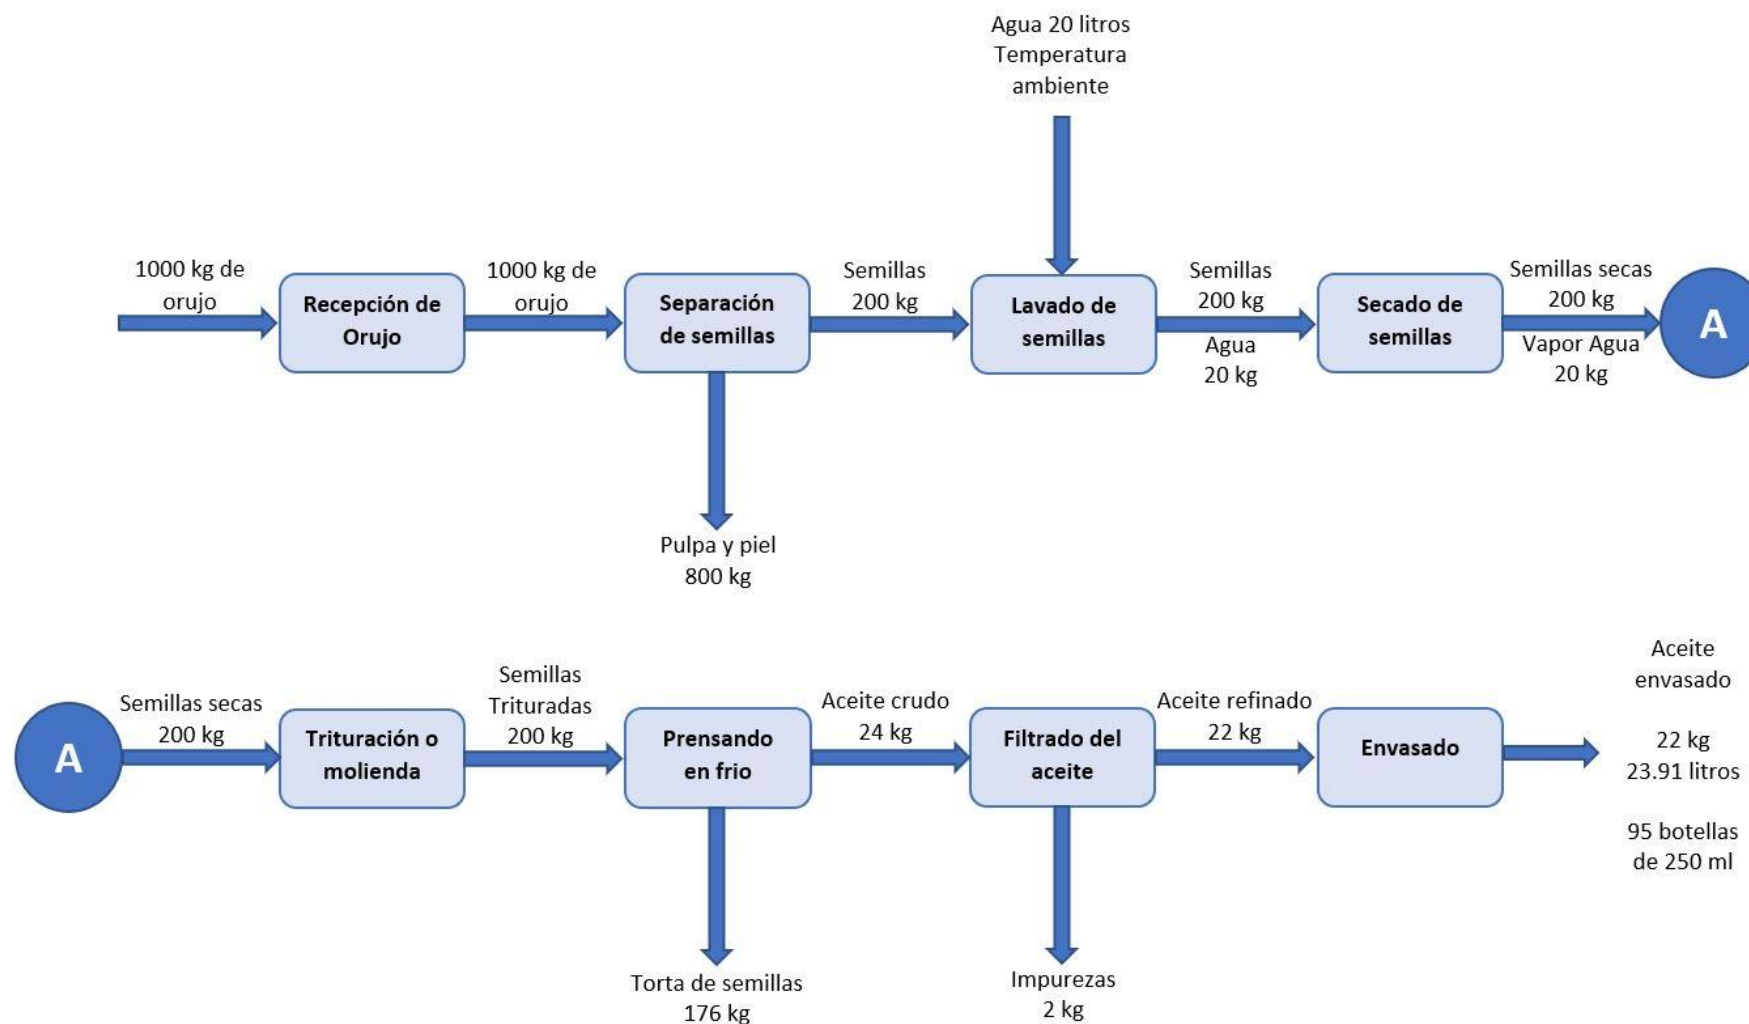 Agua 20 litros
Temperatura
ambiente
1000 kg de
orujo
Recepción de
Orujo
1000 kg de
orujo
Separación
de semillas
Semillas
200 kg
Lavado de
semillas
Semillas
200 kg
Agua
20 kg
Secado de
semillas
Semillas secas
200 kg
Vapor Agua
20 kg
A
Pulpa y piel
800 kg
A
Semillas secas
200 kg
Trituración o
molienda
Semillas
Trituradas
200 kg
Prensando
en frio
Aceite crudo
24 kg
Filtrado del
aceite
Aceite refinado
22 kg
Envasado
Aceite
envasado
22 kg
23.91 litros
95 botellas
de 250 ml
Torta de semillas
176 kg
Impurezas
2 kg